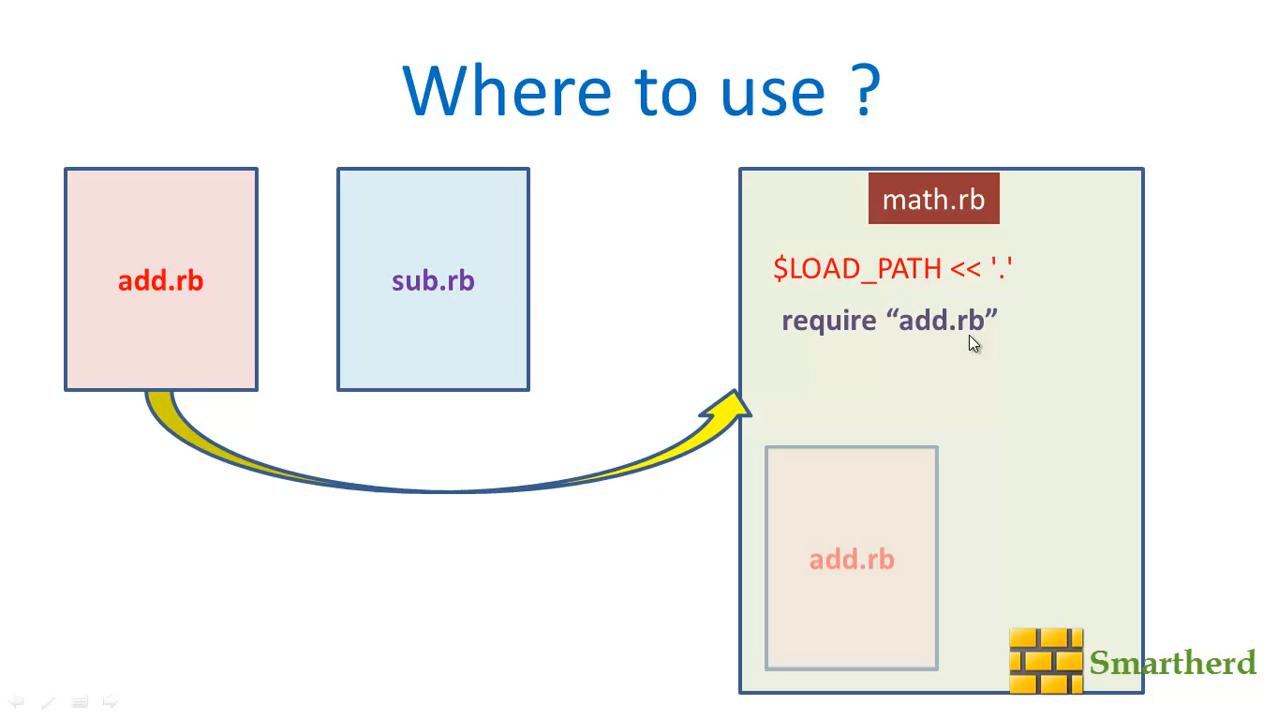 Where to use ?
add.rb
sub.rb
math.rb
$LOAD_PATH << '.'
require “add.rb”
add.rb
Smartherd